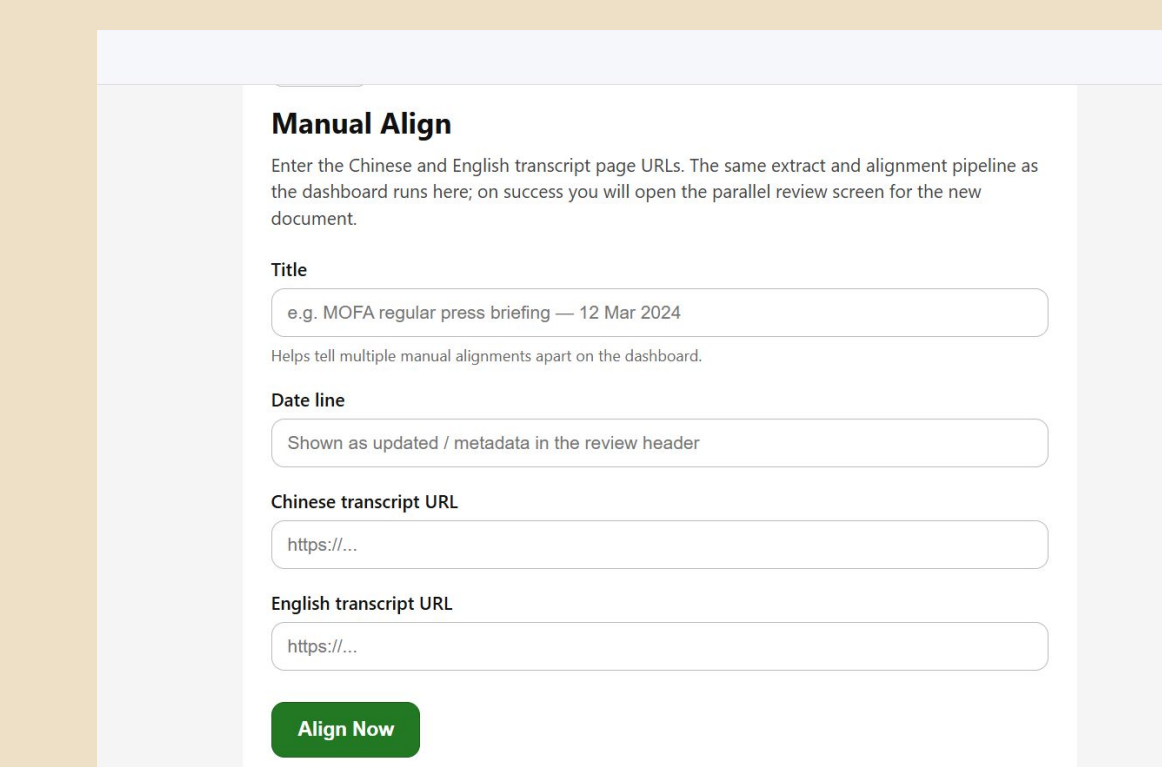 Manual Align
Enter the Chinese and English transcript page URLs. The same extract and alignment pipeline as
the dashboard runs here; on success you will open the parallel review screen for the new
document.
Title
e.g. MOFA regular press briefing — 12 Mar 2024
Helps tell multiple manual alignments apart on the dashboard.
Date line
Shown as updated / metadata in the review header
Chinese transcript URL
https://...
English transcript URL
https://...
Align Now